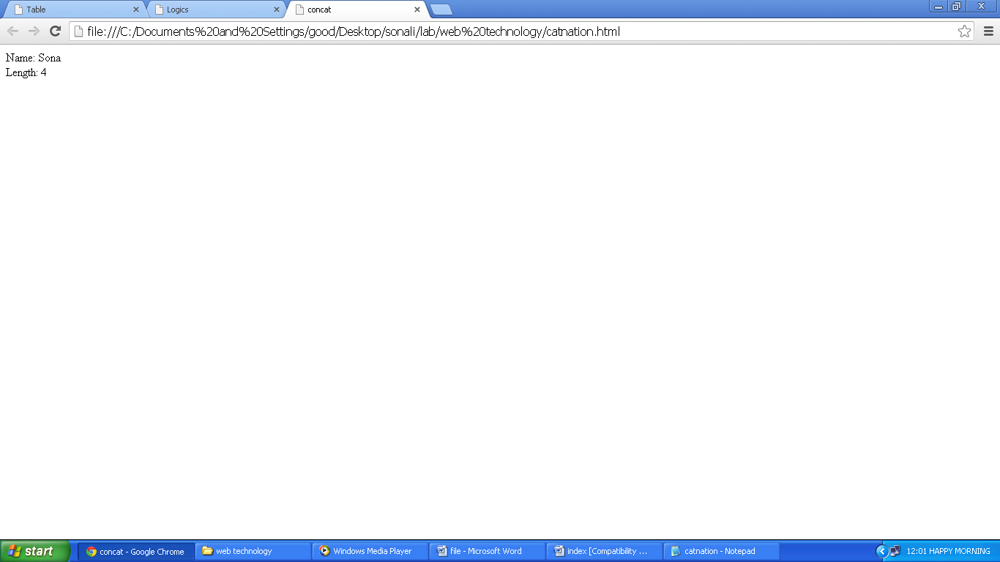 Table
Logics
concat
file:///C:/Documents%20and%20Settings/good/Desktop/sonali/lab/web%20technology/catnation.html
Name: Sona
Length: 4
start
concat - Google Chrome
web technology
Windows Media Player
file - Microsoft Word
index [Compatibility ...
catnation - Notepad
12:01 HAPPY MORNING